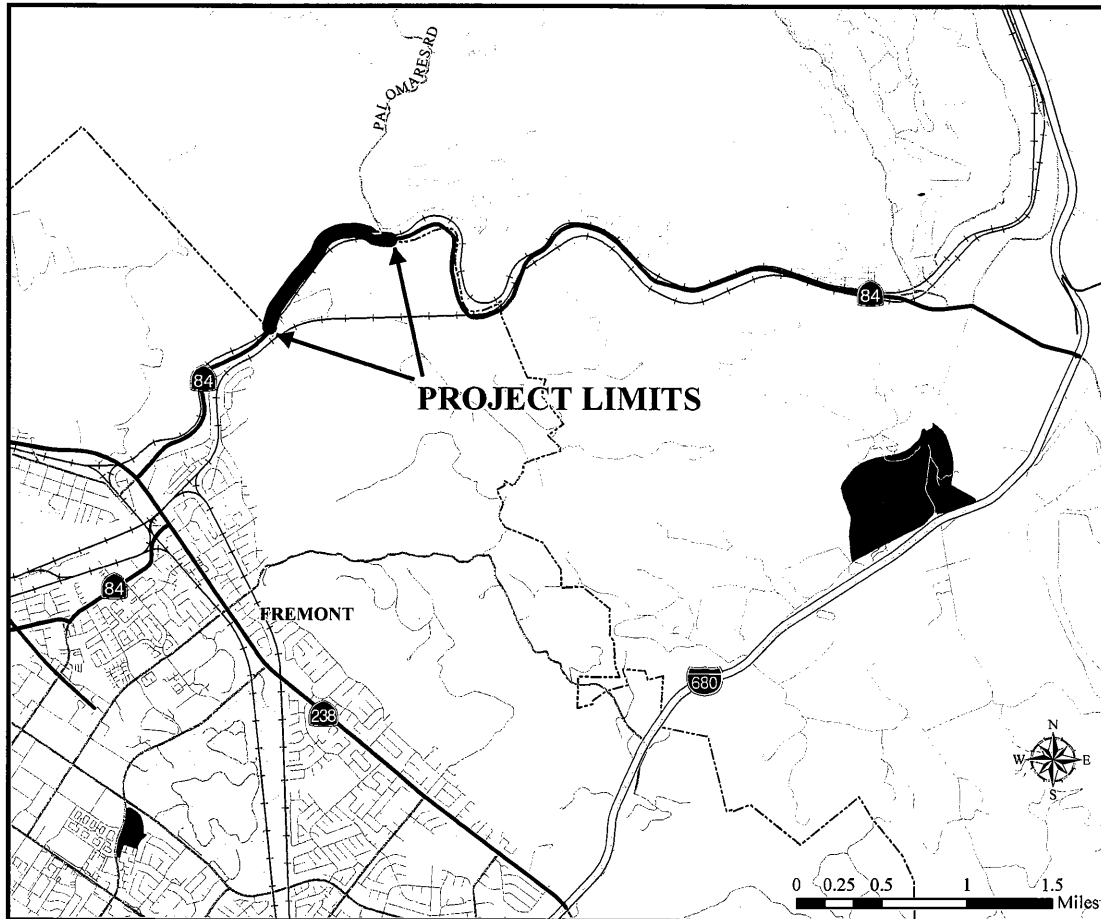 PALOMARES RD
84
84
PROJECT LIMITS
84
FREMONT
680
238
N
W E
S
0 0.25 0.5 1 1.5
Miles